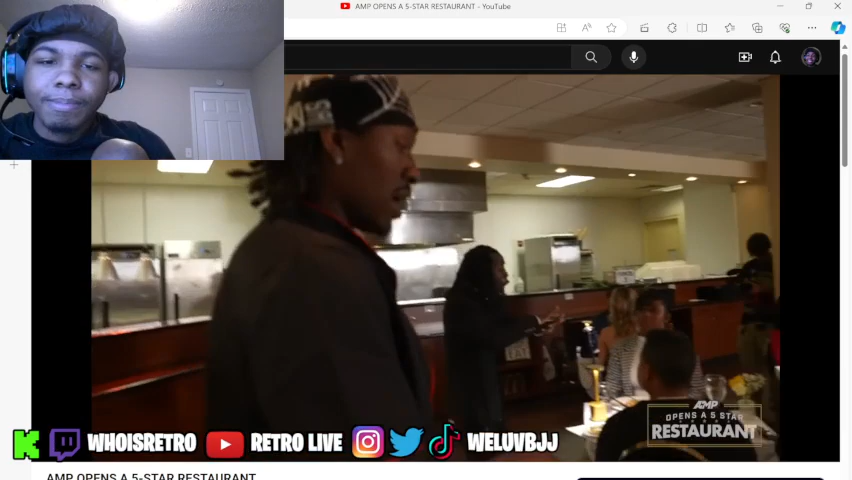 AMP OPENS A 5-STAR RESTAURANT - YouTube
AMP
OPENS A 5 STAR
RESTAURANT
WHOISRETRO RETRO LIVE WELUVBJJ
AMP OPENS A 5-STAR RESTAURANT